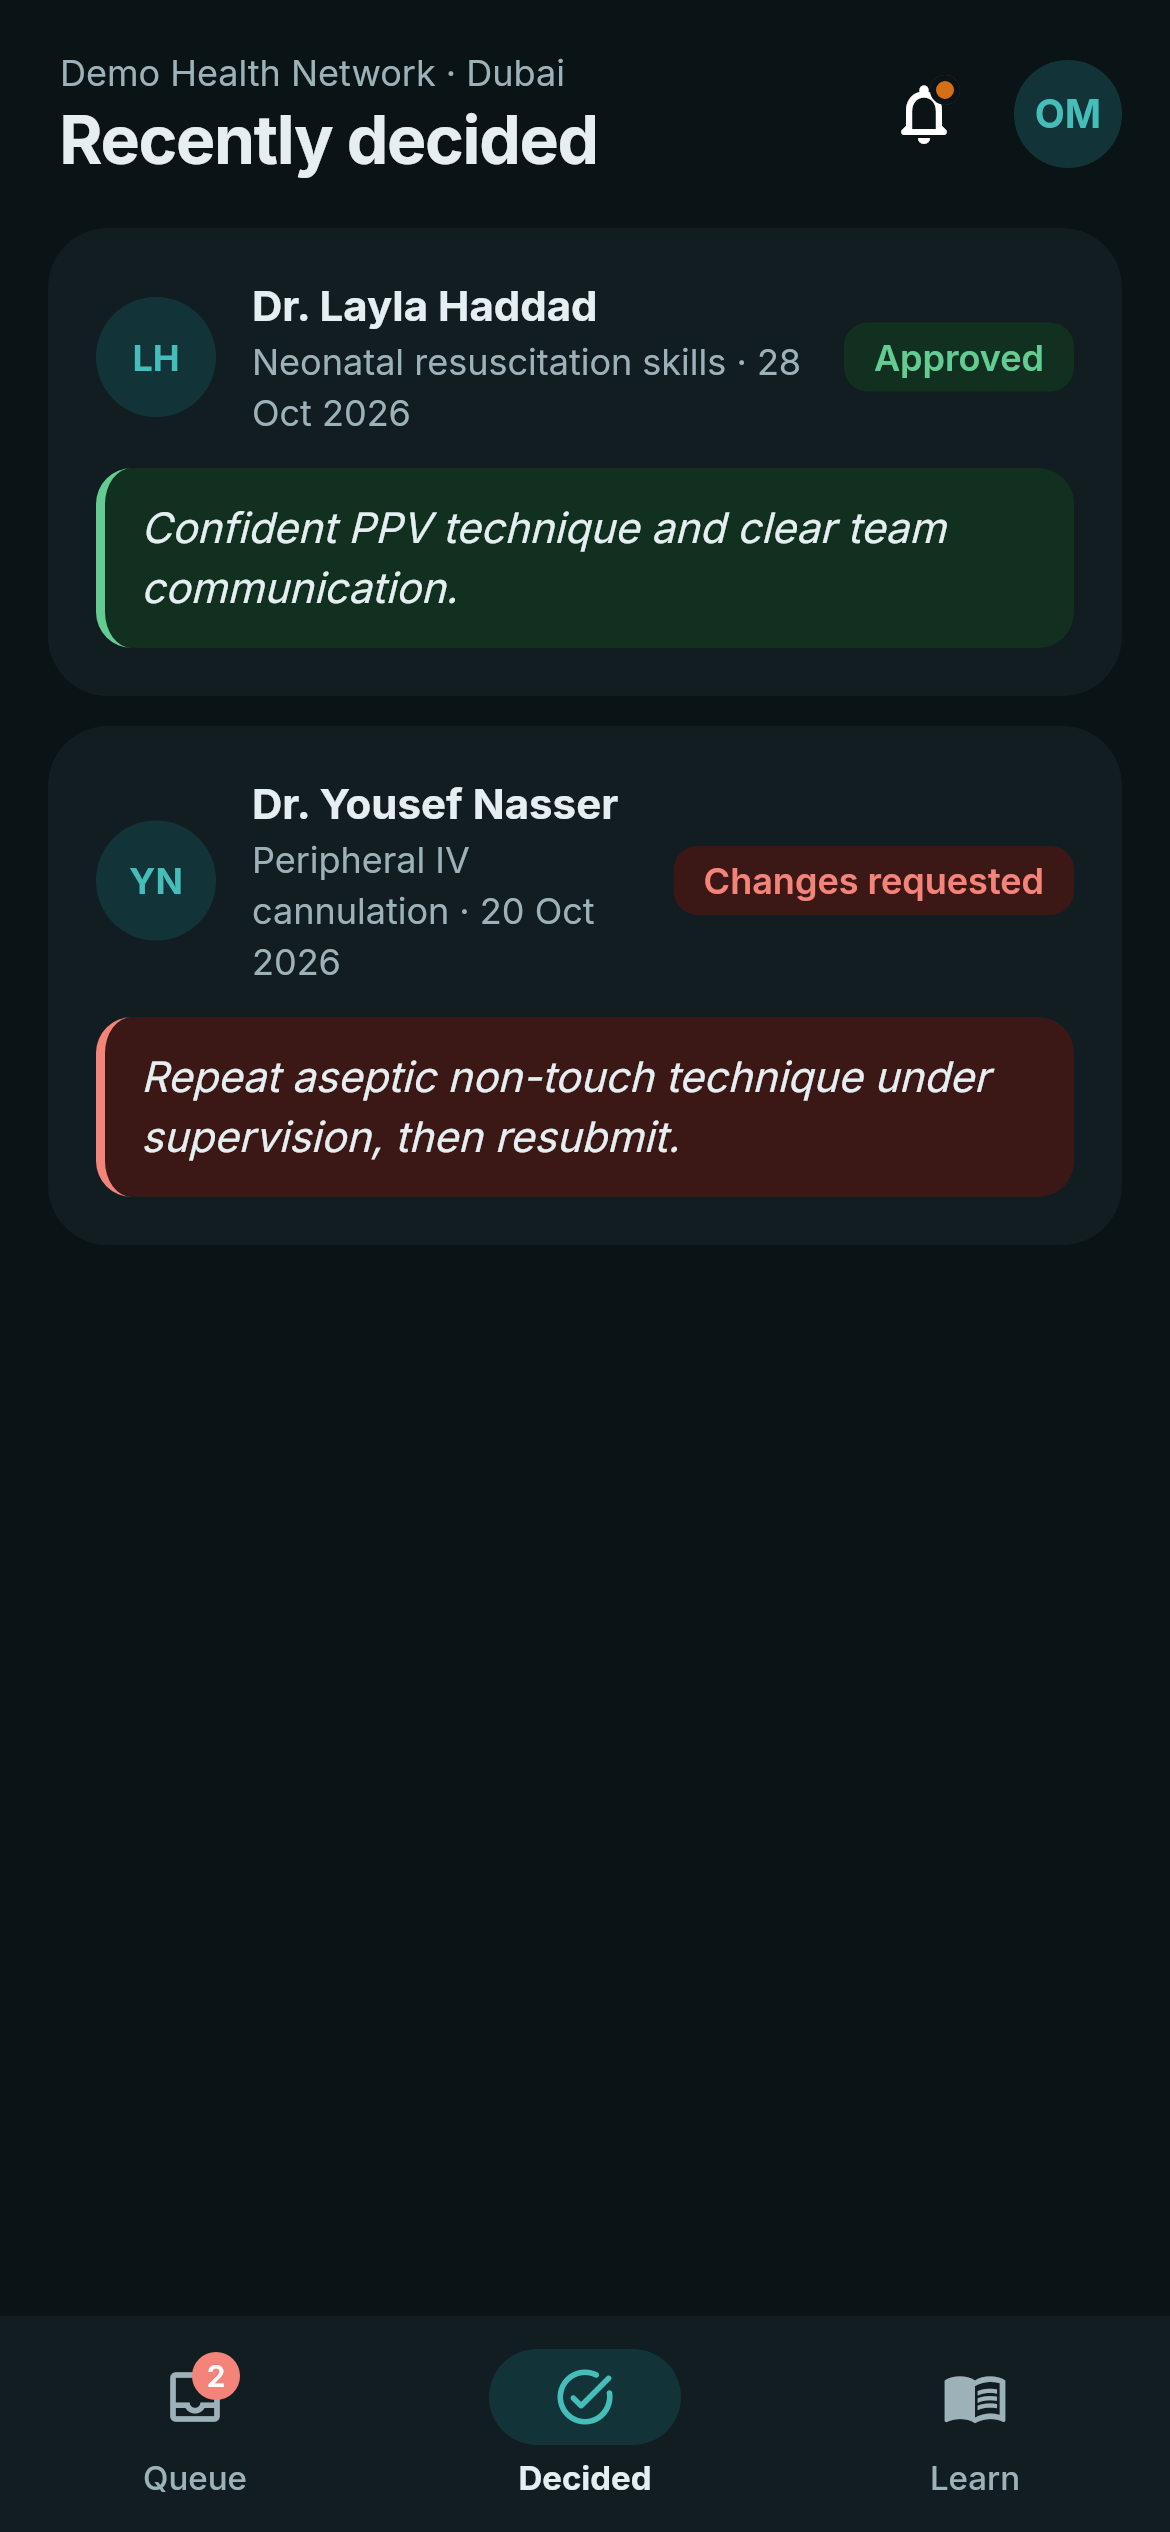 Demo Health Network · Dubai
Recently decided
OM
LH
Dr. Layla Haddad
Neonatal resuscitation skills · 28
Oct 2026
Approved
Confident PPV technique and clear team
communication.
YN
Dr. Yousef Nasser
Peripheral IV
cannulation · 20 Oct
2026
Changes requested
Repeat aseptic non-touch technique under
supervision, then resubmit.
2
Queue
Decided
Learn